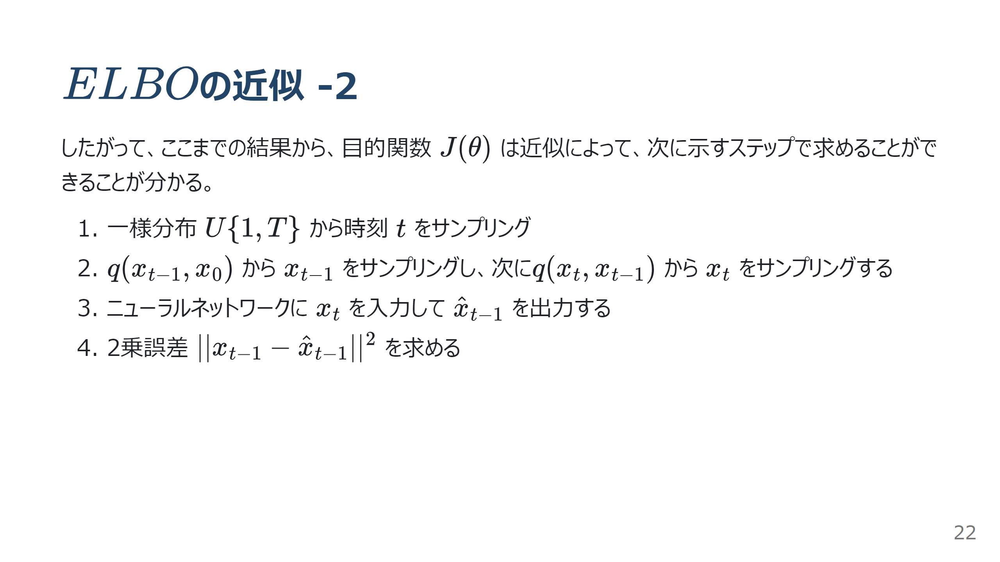 ELBOの近似 -2
したがって、ここまでの結果から、目的関数 J(θ) は近似によって、次に示すステップで求めることがで
きることが分かる。
1. 一様分布 U{1, T} から時刻 t をサンプリング
2. q(x_{t−1}, x_0) から x_{t−1} をサンプリングし、次にq(x_t, x_{t−1}) から x_t をサンプリングする
3. ニューラルネットワークに x_t を入力して x̂_{t−1} を出力する
4. 2乗誤差 ||x_{t−1} − x̂_{t−1}||² を求める
22